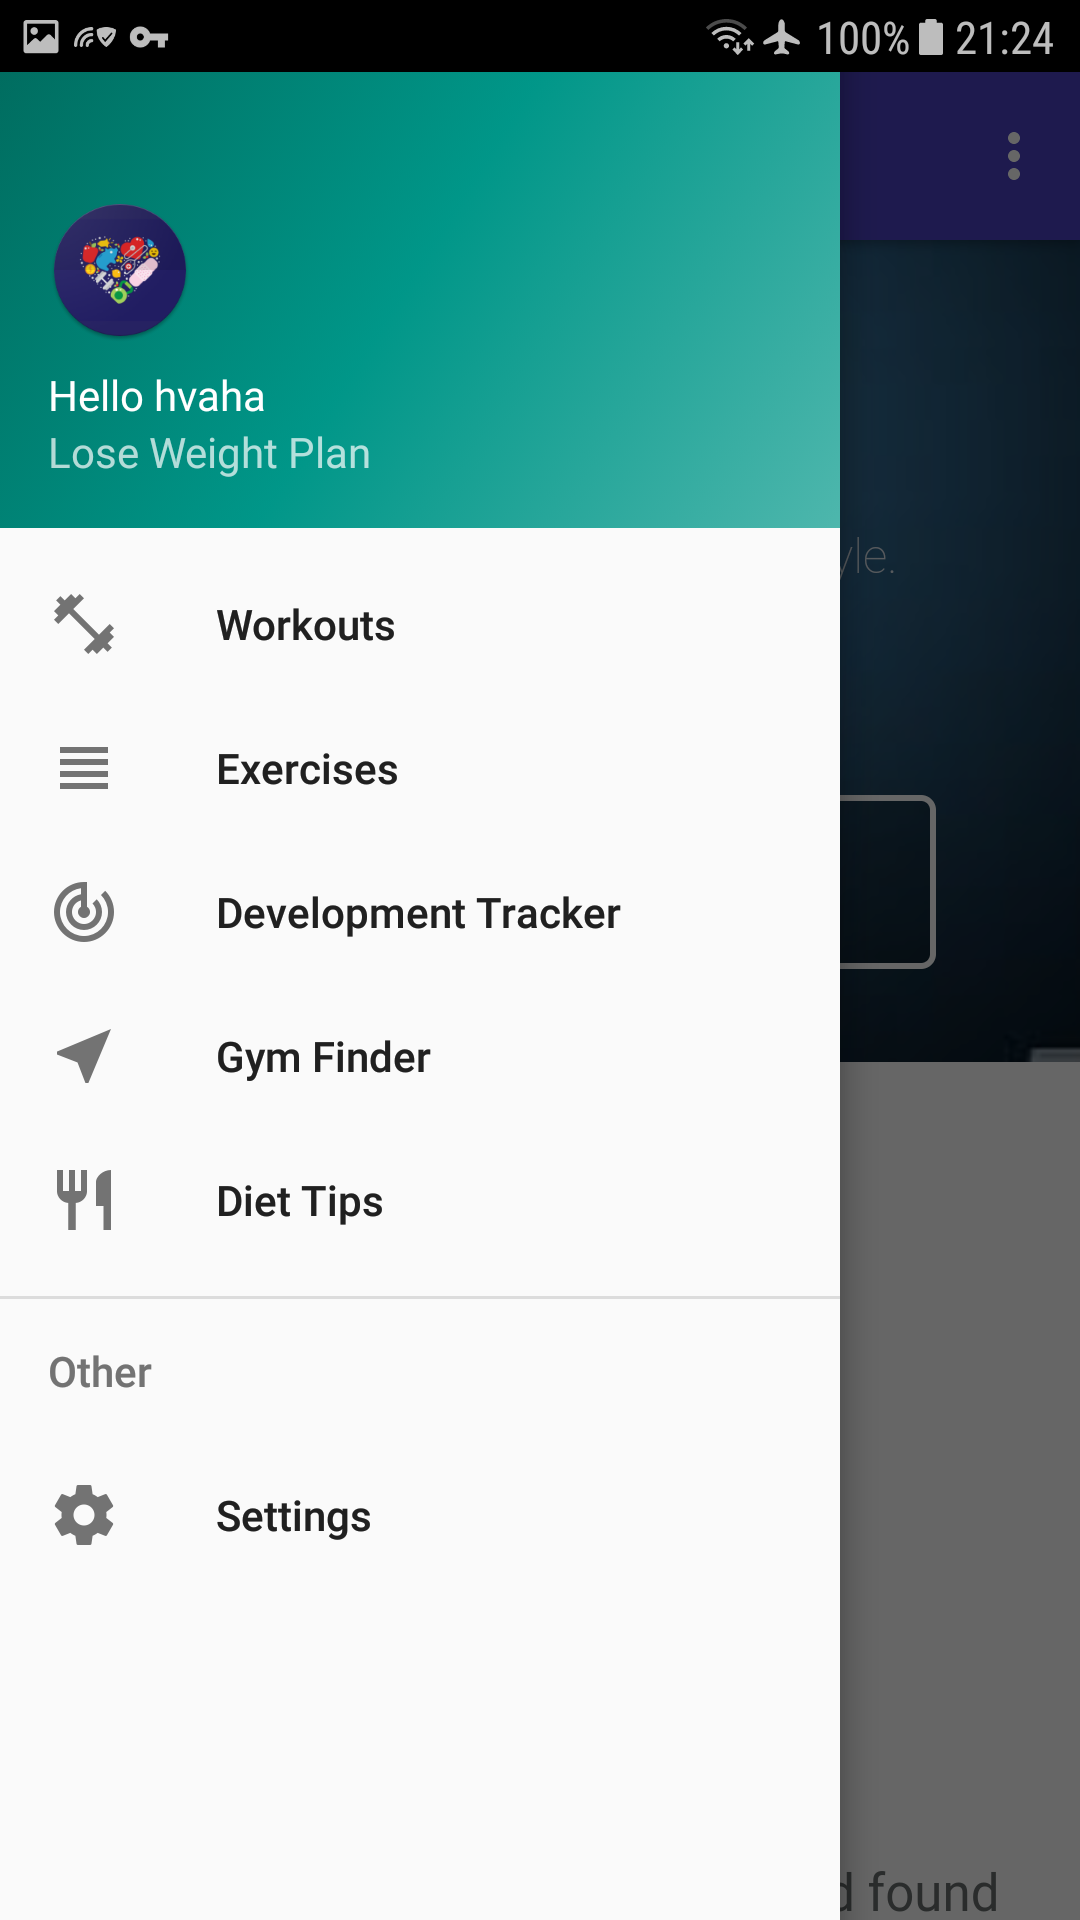 100% 21:24
Hello hvaha
Lose Weight Plan
Workouts
Exercises
Development Tracker
Gym Finder
Diet Tips
Other
Settings
found